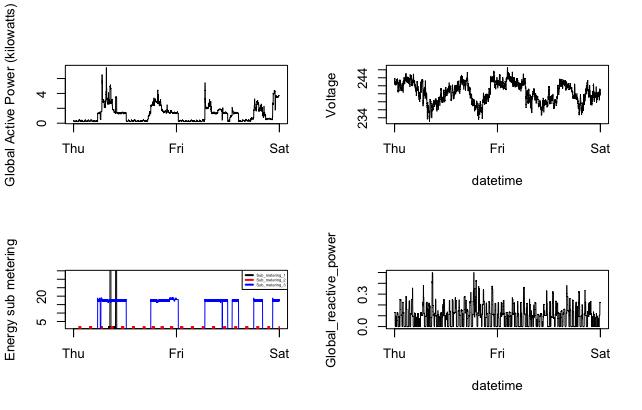 Global Active Power (kilowatts)
0 4
Thu Fri Sat
Voltage
234 244
Thu Fri Sat
datetime
Energy sub metering
5 20
Sub_metering_1
Sub_metering_2
Sub_metering_3
Thu Fri Sat
Global_reactive_power
0.0 0.3
Thu Fri Sat
datetime